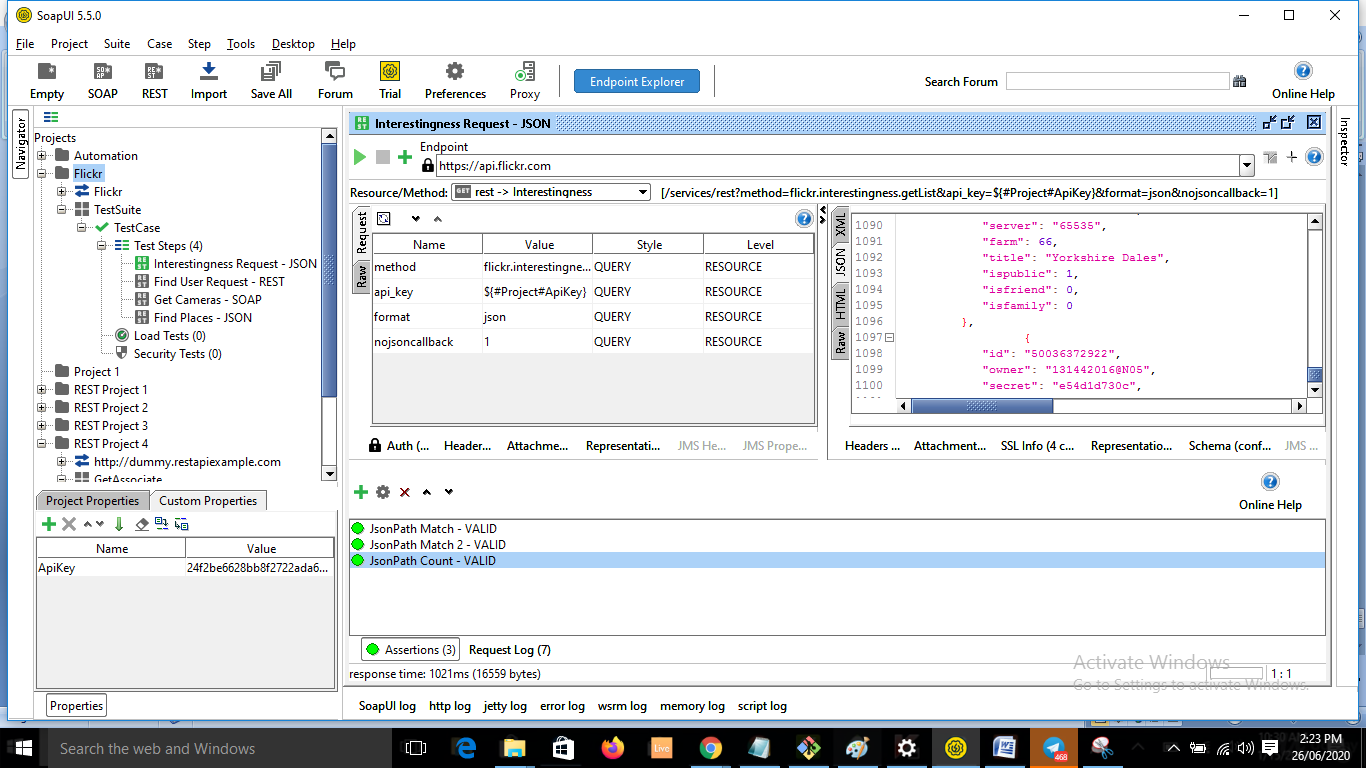 SoapUI 5.5.0
File Project Suite Case Step Tools Desktop Help
Empty SOAP REST Import Save All Forum Trial Preferences Proxy Endpoint Explorer Search Forum Online Help
Navigator
Projects
Automation
Flickr
Flickr
TestSuite
TestCase
Test Steps (4)
Interestingness Request - JSON
Find User Request - REST
Get Cameras - SOAP
Find Places - JSON
Load Tests (0)
Security Tests (0)
Project 1
REST Project 1
REST Project 2
REST Project 3
REST Project 4
http://dummy.restapiexample.com
GetAssociate
Project Properties Custom Properties
Name Value
ApiKey 24f2be6628bb8f2722ada6...
Properties
Interestingness Request - JSON
Inspector
Endpoint
https://api.flickr.com
Resource/Method: GET rest -> Interestingness [/services/rest?method=flickr.interestingness.getList&api_key=${#Project#ApiKey}&format=json&nojsoncallback=1]
Request
Raw
Name Value Style Level
method flickr.interestingne... QUERY RESOURCE
api_key ${#Project#ApiKey} QUERY RESOURCE
format json QUERY RESOURCE
nojsoncallback 1 QUERY RESOURCE
XML
JSON
HTML
Raw
1090 "server": "65535",
1091 "farm": 66,
1092 "title": "Yorkshire Dales",
1093 "ispublic": 1,
1094 "isfriend": 0,
1095 "isfamily": 0
1096 },
1097 {
1098 "id": "50036372922",
1099 "owner": "131442016@N05",
1100 "secret": "e54d1d730c",
Auth (... Header... Attachme... Representati... JMS He... JMS Prope...
Headers ... Attachment... SSL Info (4 c... Representatio... Schema (conf... JMS ...
Online Help
JsonPath Match - VALID
JsonPath Match 2 - VALID
JsonPath Count - VALID
Assertions (3) Request Log (7)
response time: 1021ms (16559 bytes)
1 : 1
Activate Windows
Go to Settings to activate Windows.
SoapUI log http log jetty log error log wsrm log memory log script log
Search the web and Windows
Live
468
2:23 PM
26/06/2020